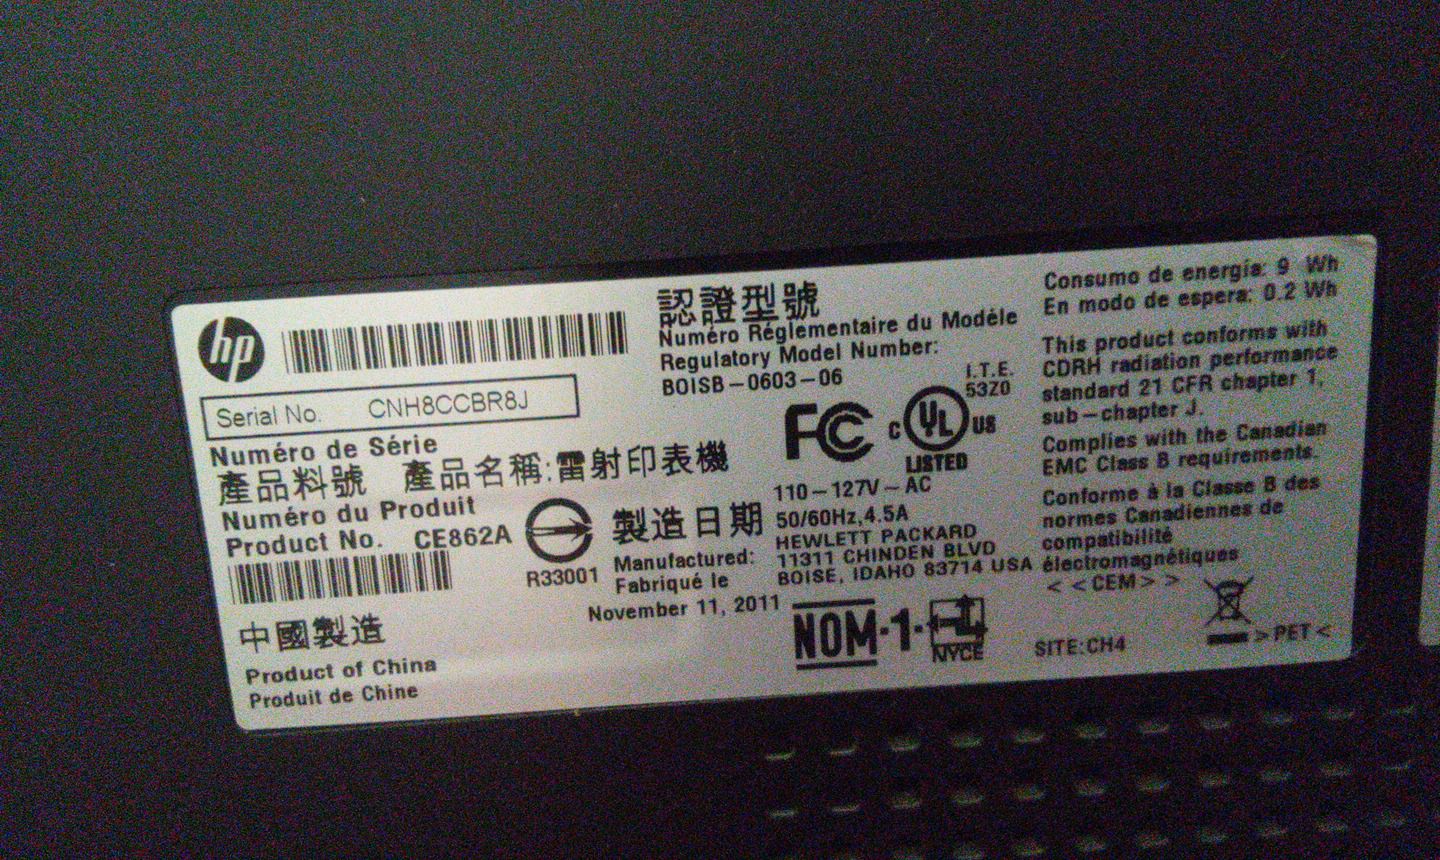 hp
Serial No. CNH8CCBR8J
Numéro de Série
產品料號 產品名稱:雷射印表機
Numéro du Produit
Product No. CE862A
R33001
製造日期
Manufactured:
Fabriqué le
November 11, 2011
中國製造
Product of China
Produit de Chine
認證型號
Numéro Réglementaire du Modèle
Regulatory Model Number:
BOISB-0603-06
FCC
C UL US
LISTED
I.T.E.
53Z0
110-127V-AC
50/60Hz, 4.5A
HEWLETT PACKARD
11311 CHINDEN BLVD
BOISE, IDAHO 83714 USA
NOM-1-
NYCE
Consumo de energía: 9 Wh
En modo de espera: 0.2 Wh
This product conforms with
CDRH radiation performance
standard 21 CFR chapter 1,
sub-chapter J.
Complies with the Canadian
EMC Class B requirements.
Conforme à la Classe B des
normes Canadiennes de
compatibilité
électromagnétiques
<<CEM>>
SITE:CH4
>PET<